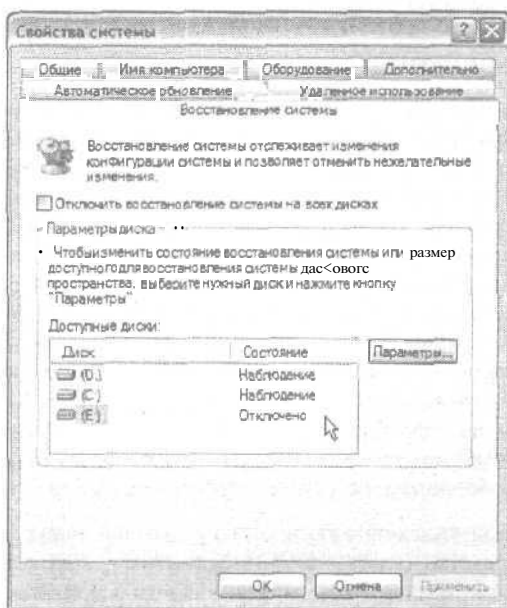 Свойства системы
Общие Имя компьютера Оборудование Дополнительно
Автоматическое обновление Удаленное использование
Восстановление системы
Восстановление системы отслеживает изменения
конфигурации системы и позволяет отменить нежелательные
изменения.
Отключить восстановление системы на всех дисках
Параметры диска
Чтобы изменить состояние восстановления системы или размер
доступного для восстановления системы дас<овогс
пространства, выберите нужный диск и нажмите кнопку
"Параметры"
Доступные диски:
Диск Состояние Параметры...
(D:) Наблюдение
(C:) Наблюдение
(E:) Отключено
OK Отмена Применить